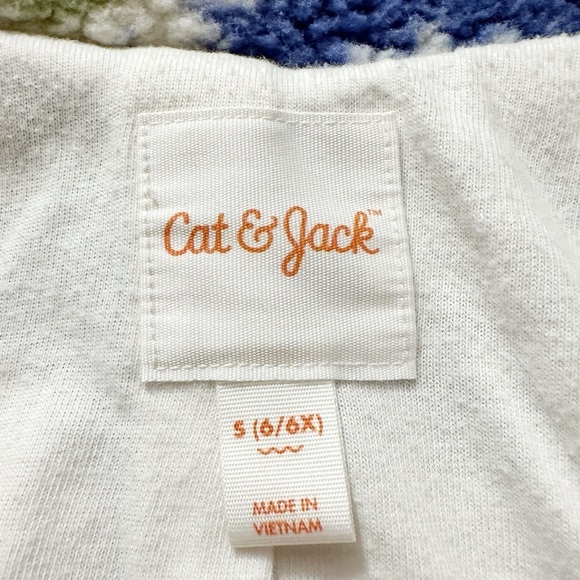 Cat & Jack™
S (6/6X)
MADE IN
VIETNAM